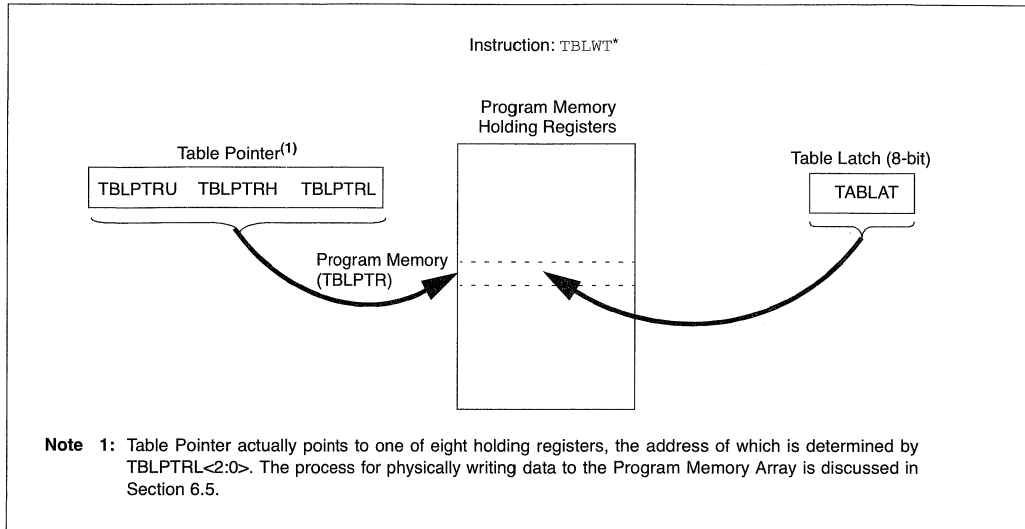 Instruction: TBLWT*
Program Memory
Holding Registers
Table Pointer(1)
Table Latch (8-bit)
TBLPTRU TBLPTRH TBLPTRL
TABLAT
Program Memory
(TBLPTR)
Note 1: Table Pointer actually points to one of eight holding registers, the address of which is determined by
TBLPTRL<2:0>. The process for physically writing data to the Program Memory Array is discussed in
Section 6.5.